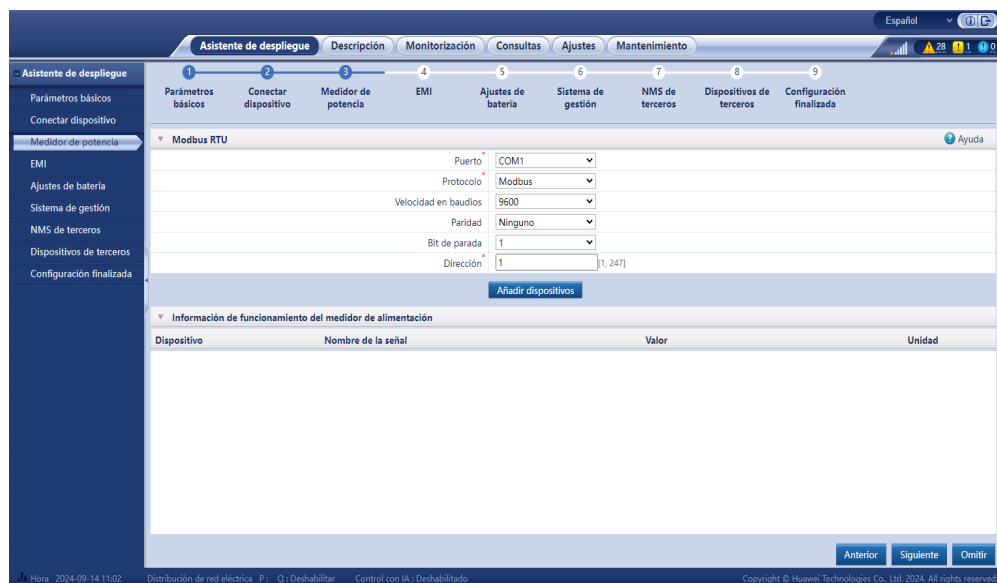 Español
28 1 0
Asistente de despliegue Descripción Monitorización Consultas Ajustes Mantenimiento
Asistente de despliegue
Parámetros básicos
Conectar dispositivo
Medidor de potencia
EMI
Ajustes de batería
Sistema de gestión
NMS de terceros
Dispositivos de terceros
Configuración finalizada
1 2 3 4 5 6 7 8 9
Parámetros básicos
Conectar dispositivo
Medidor de potencia
EMI
Ajustes de batería
Sistema de gestión
NMS de terceros
Dispositivos de terceros
Configuración finalizada
Modbus RTU
Ayuda
Puerto * COM1
Protocolo * Modbus
Velocidad en baudios 9600
Paridad Ninguno
Bit de parada 1
Dirección * 1 [1, 247]
Añadir dispositivos
Información de funcionamiento del medidor de alimentación
Dispositivo Nombre de la señal Valor Unidad
Anterior Siguiente Omitir
Hora 2024-09-14 11:02 Distribución de red eléctrica P : Q : Deshabilitar Control con IA : Deshabilitado Copyright © Huawei Technologies Co., Ltd. 2024. All rights reserved